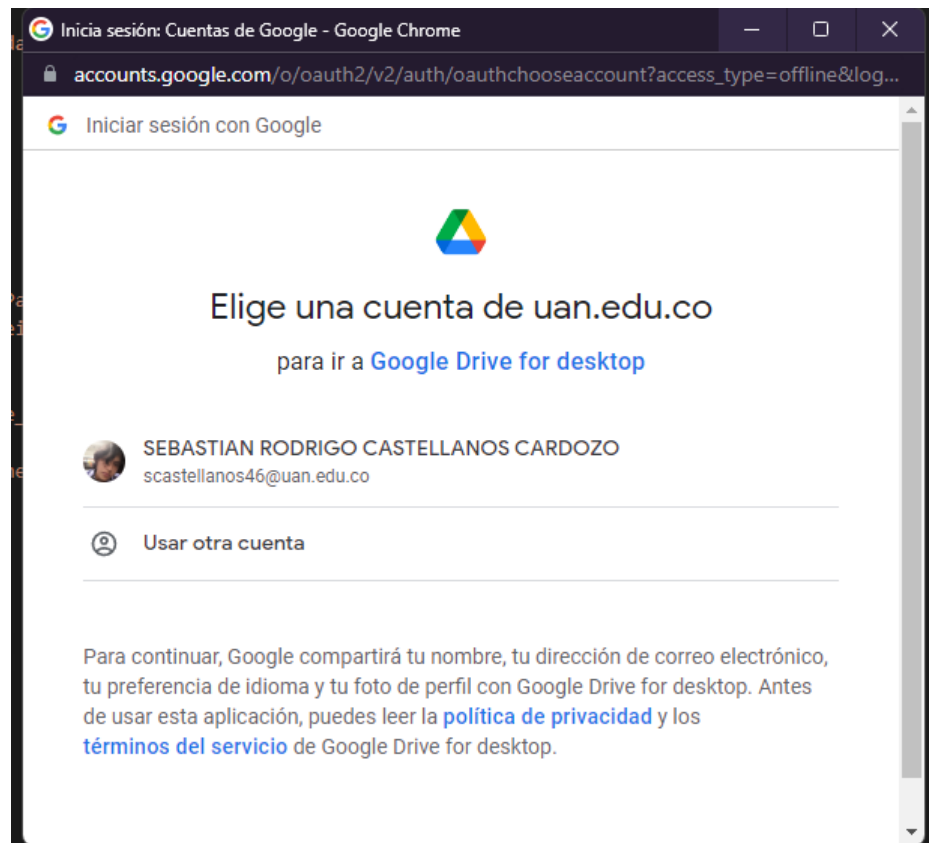 Inicia sesión: Cuentas de Google - Google Chrome
accounts.google.com/o/oauth2/v2/auth/oauthchooseaccount?access_type=offline&log...
Iniciar sesión con Google
Elige una cuenta de uan.edu.co
para ir a Google Drive for desktop
SEBASTIAN RODRIGO CASTELLANOS CARDOZO
scastellanos46@uan.edu.co
Usar otra cuenta
Para continuar, Google compartirá tu nombre, tu dirección de correo electrónico,
tu preferencia de idioma y tu foto de perfil con Google Drive for desktop. Antes
de usar esta aplicación, puedes leer la política de privacidad y los
términos del servicio de Google Drive for desktop.